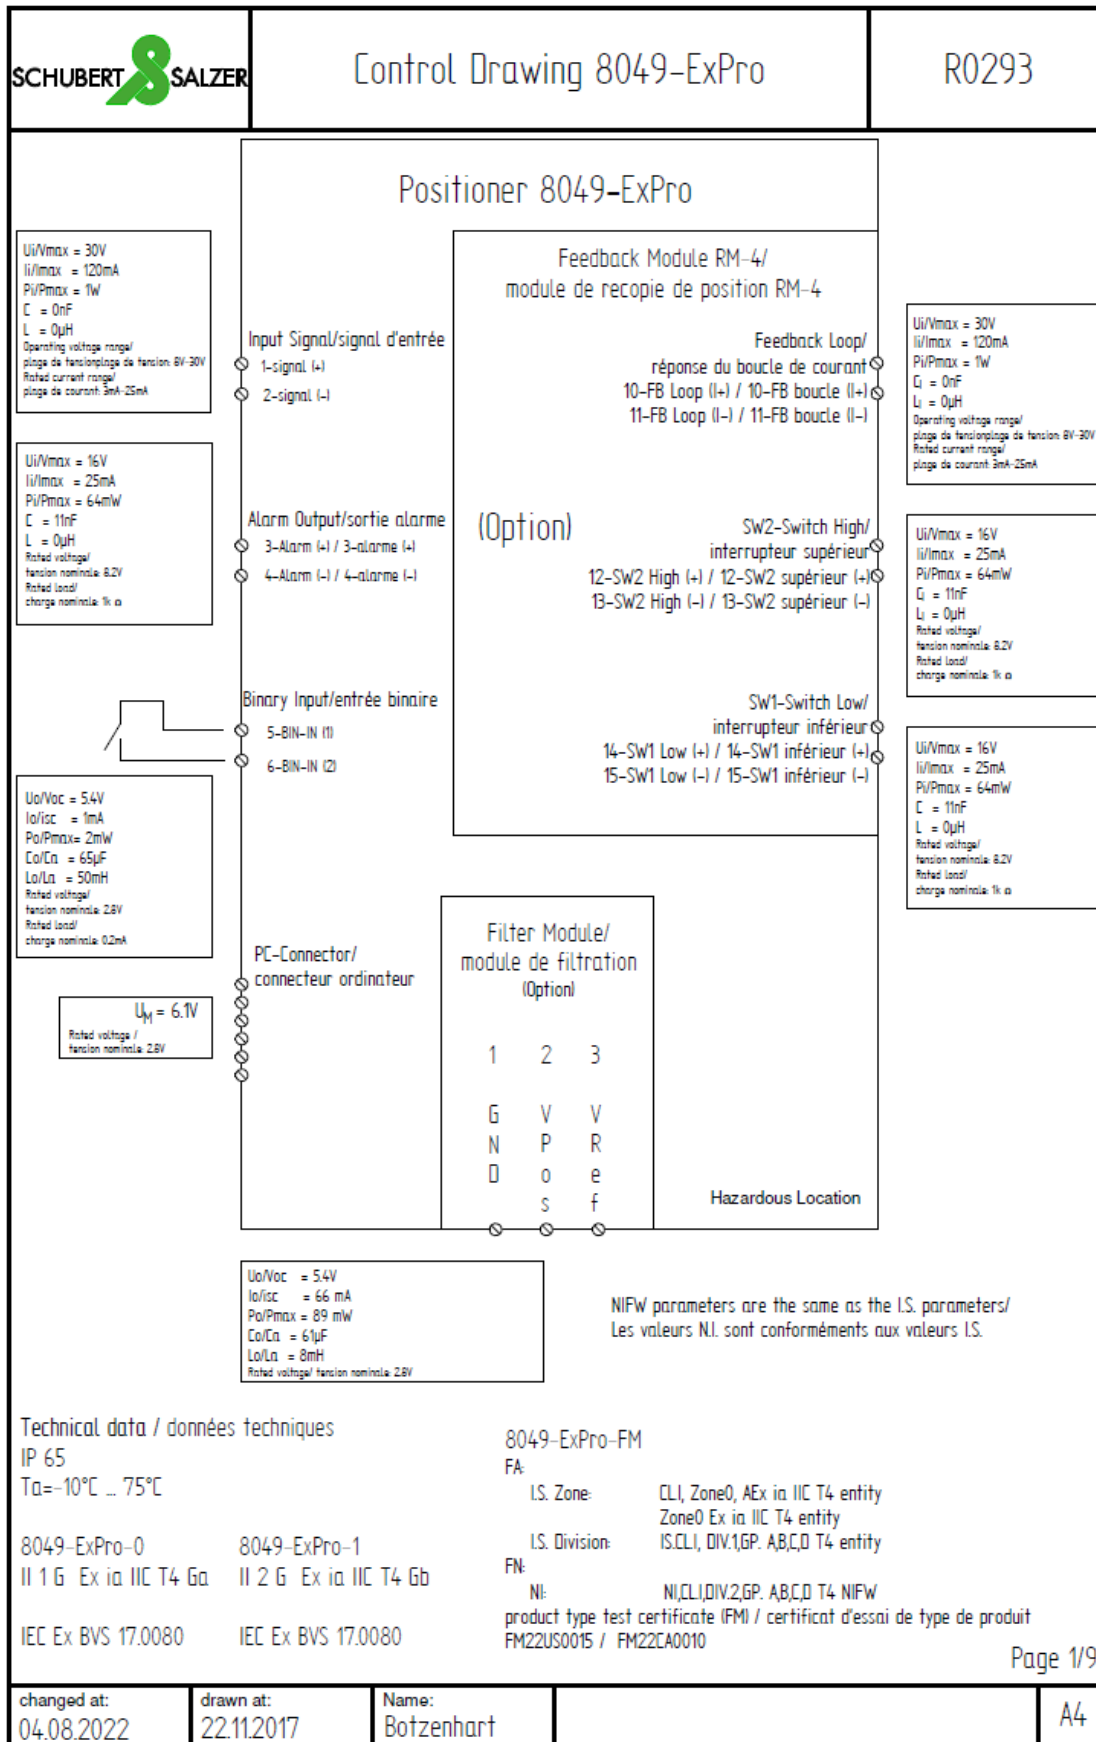 SCHUBERT SALZER
Control Drawing 8049-ExPro
R0293
Positioner 8049-ExPro
Ui/Vmax = 30V
Ii/Imax = 120mA
Pi/Pmax = 1W
C = 0nF
L = 0µH
Operating voltage range/
plage de tensionplage de tension: 8V-30V
Rated current range/
plage de courant: 3mA-25mA
Input Signal/signal d'entrée
1-signal (+)
2-signal (-)
Ui/Vmax = 16V
Ii/Imax = 25mA
Pi/Pmax = 64mW
C = 11nF
L = 0µH
Rated voltage/
tension nominale: 8.2V
Rated load/
charge nominale: 1k Ω
Alarm Output/sortie alarme
3-Alarm (+) / 3-alarme (+)
4-Alarm (-) / 4-alarme (-)
Binary Input/entrée binaire
5-BIN-IN (1)
6-BIN-IN (2)
Uo/Voc = 5.4V
Io/isc = 1mA
Po/Pmax= 2mW
Co/Ca = 65µF
Lo/La = 50mH
Rated voltage/
tension nominale: 2.8V
Rated load/
charge nominale: 0.2mA
PC-Connector/
connecteur ordinateur
UM = 6.1V
Rated voltage /
tension nominale: 2.8V
Feedback Module RM-4/
module de recopie de position RM-4
(Option)
Feedback Loop/
réponse du boucle de courant
10-FB Loop (I+) / 10-FB boucle (I+)
11-FB Loop (I-) / 11-FB boucle (I-)
Ui/Vmax = 30V
Ii/Imax = 120mA
Pi/Pmax = 1W
Ci = 0nF
Li = 0µH
Operating voltage range/
plage de tensionplage de tension: 8V-30V
Rated current range/
plage de courant: 3mA-25mA
SW2-Switch High/
interrupteur supérieur
12-SW2 High (+) / 12-SW2 supérieur (+)
13-SW2 High (-) / 13-SW2 supérieur (-)
Ui/Vmax = 16V
Ii/Imax = 25mA
Pi/Pmax = 64mW
Ci = 11nF
Li = 0µH
Rated voltage/
tension nominale: 8.2V
Rated load/
charge nominale: 1k Ω
SW1-Switch Low/
interrupteur inférieur
14-SW1 Low (+) / 14-SW1 inférieur (+)
15-SW1 Low (-) / 15-SW1 inférieur (-)
Ui/Vmax = 16V
Ii/Imax = 25mA
Pi/Pmax = 64mW
C = 11nF
L = 0µH
Rated voltage/
tension nominale: 8.2V
Rated load/
charge nominale: 1k Ω
Filter Module/
module de filtration
(Option)
1 2 3
GND VPos VRef
Hazardous Location
Uo/Voc = 5.4V
Io/isc = 66 mA
Po/Pmax = 89 mW
Co/Ca = 61µF
Lo/La = 8mH
Rated voltage/ tension nominale: 2.8V
NIFW parameters are the same as the I.S. parameters/
Les valeurs N.I. sont conforméments aux valeurs I.S.
Technical data / données techniques
IP 65
Ta=-10°C ... 75°C
8049-ExPro-0 8049-ExPro-1
II 1 G Ex ia IIC T4 Ga II 2 G Ex ia IIC T4 Gb
IEC Ex BVS 17.0080 IEC Ex BVS 17.0080
8049-ExPro-FM
FA:
I.S. Zone: CL.I, Zone0, AEx ia IIC T4 entity
Zone0 Ex ia IIC T4 entity
I.S. Division: IS.CL.I, DIV.1,GP. A,B,C,D T4 entity
FN:
NI: NI,CL.I,DIV.2,GP. A,B,C,D T4 NIFW
product type test certificate (FM) / certificat d'essai de type de produit
FM22US0015 / FM22CA0010
Page 1/9
changed at:
04.08.2022
drawn at:
22.11.2017
Name:
Botzenhart
A4